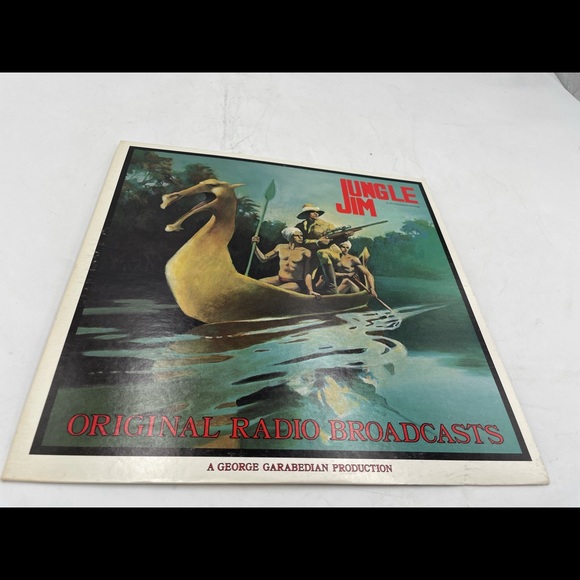 JUNGLE
JIM
ORIGINAL RADIO BROADCASTS
A GEORGE GARABEDIAN PRODUCTION